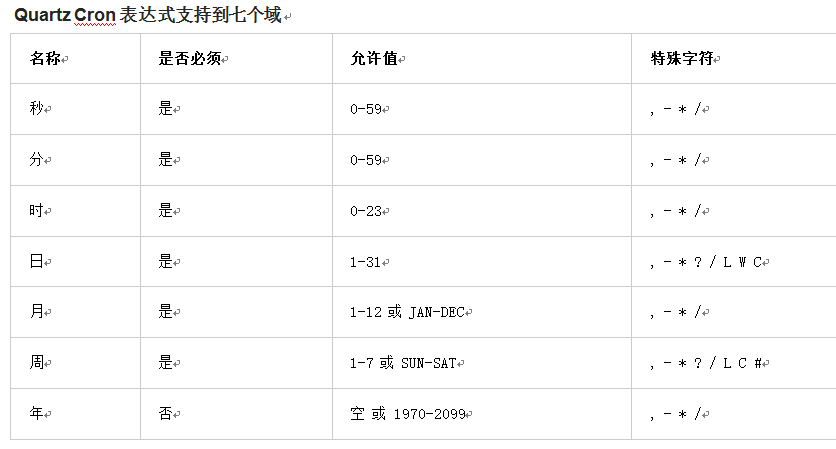 Quartz Cron 表达式支持到七个域
名称 是否必须 允许值 特殊字符
秒 是 0-59 , - * /
分 是 0-59 , - * /
时 是 0-23 , - * /
日 是 1-31 , - * ? / L W C
月 是 1-12 或 JAN-DEC , - * /
周 是 1-7 或 SUN-SAT , - * ? / L C #
年 否 空 或 1970-2099 , - * /